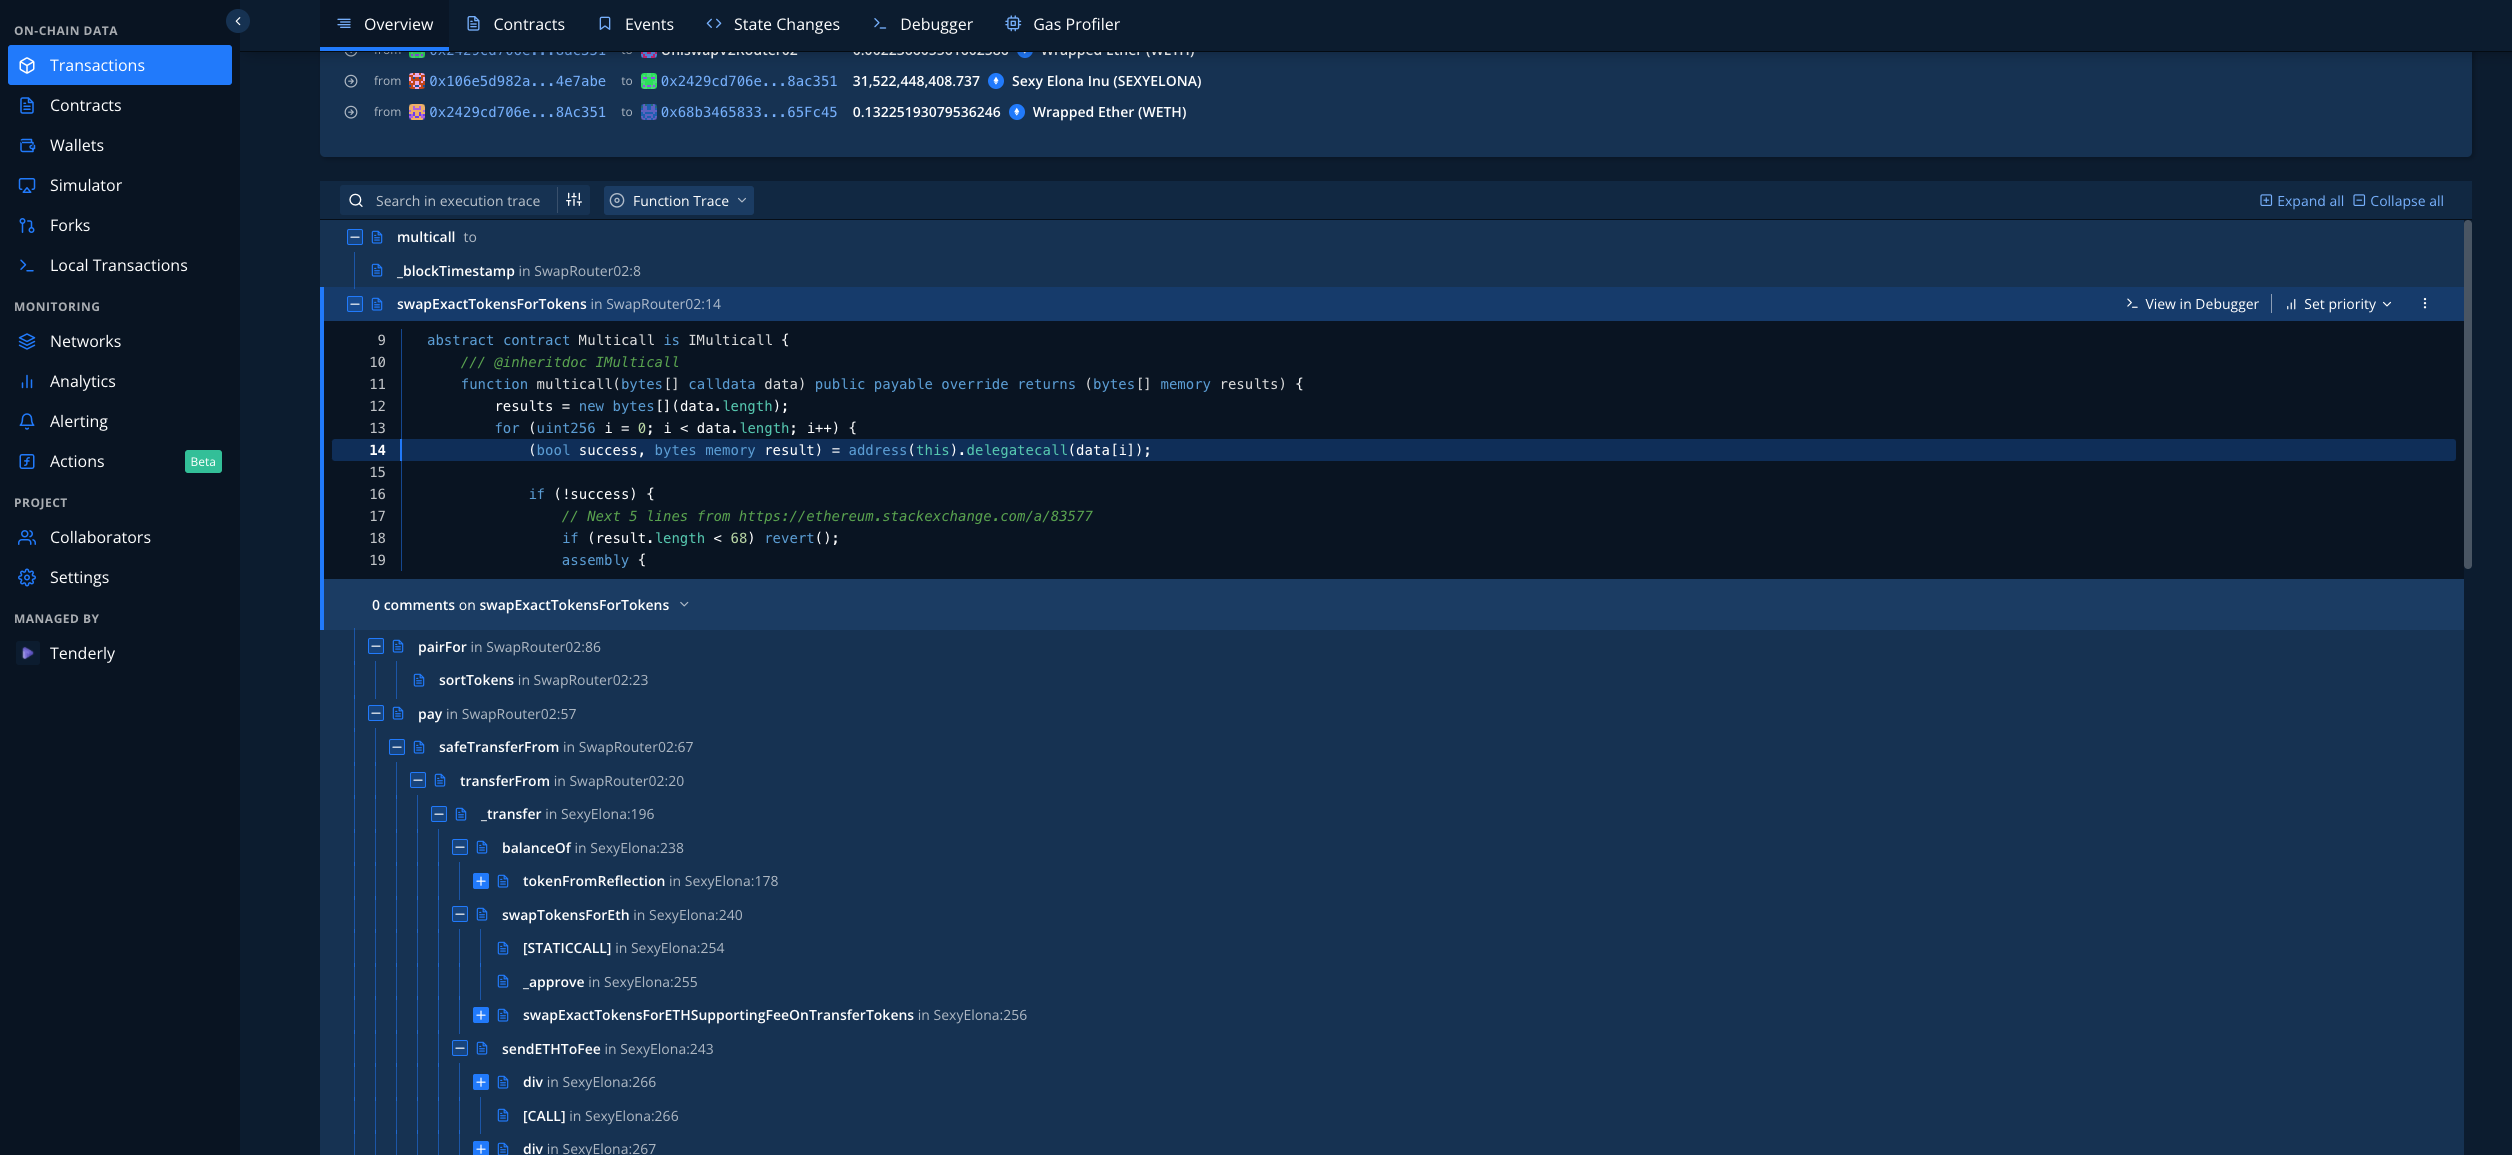 ON-CHAIN DATA
Transactions
Contracts
Wallets
Simulator
Forks
Local Transactions
MONITORING
Networks
Analytics
Alerting
Actions Beta
PROJECT
Collaborators
Settings
MANAGED BY
Tenderly
Overview Contracts Events State Changes Debugger Gas Profiler
from 0x106e5d982a...4e7abe to 0x2429cd706e...8ac351 31,522,448,408.737 Sexy Elona Inu (SEXYELONA)
from 0x2429cd706e...8Ac351 to 0x68b3465833...65Fc45 0.13225193079536246 Wrapped Ether (WETH)
Search in execution trace Function Trace Expand all Collapse all
multicall to
_blockTimestamp in SwapRouter02:8
swapExactTokensForTokens in SwapRouter02:14 View in Debugger Set priority
9 abstract contract Multicall is IMulticall {
10 /// @inheritdoc IMulticall
11 function multicall(bytes[] calldata data) public payable override returns (bytes[] memory results) {
12 results = new bytes[](data.length);
13 for (uint256 i = 0; i < data.length; i++) {
14 (bool success, bytes memory result) = address(this).delegatecall(data[i]);
15
16 if (!success) {
17 // Next 5 lines from https://ethereum.stackexchange.com/a/83577
18 if (result.length < 68) revert();
19 assembly {
0 comments on swapExactTokensForTokens
pairFor in SwapRouter02:86
sortTokens in SwapRouter02:23
pay in SwapRouter02:57
safeTransferFrom in SwapRouter02:67
transferFrom in SwapRouter02:20
_transfer in SexyElona:196
balanceOf in SexyElona:238
tokenFromReflection in SexyElona:178
swapTokensForEth in SexyElona:240
[STATICCALL] in SexyElona:254
_approve in SexyElona:255
swapExactTokensForETHSupportingFeeOnTransferTokens in SexyElona:256
sendETHToFee in SexyElona:243
div in SexyElona:266
[CALL] in SexyElona:266
div in SexyElona:267